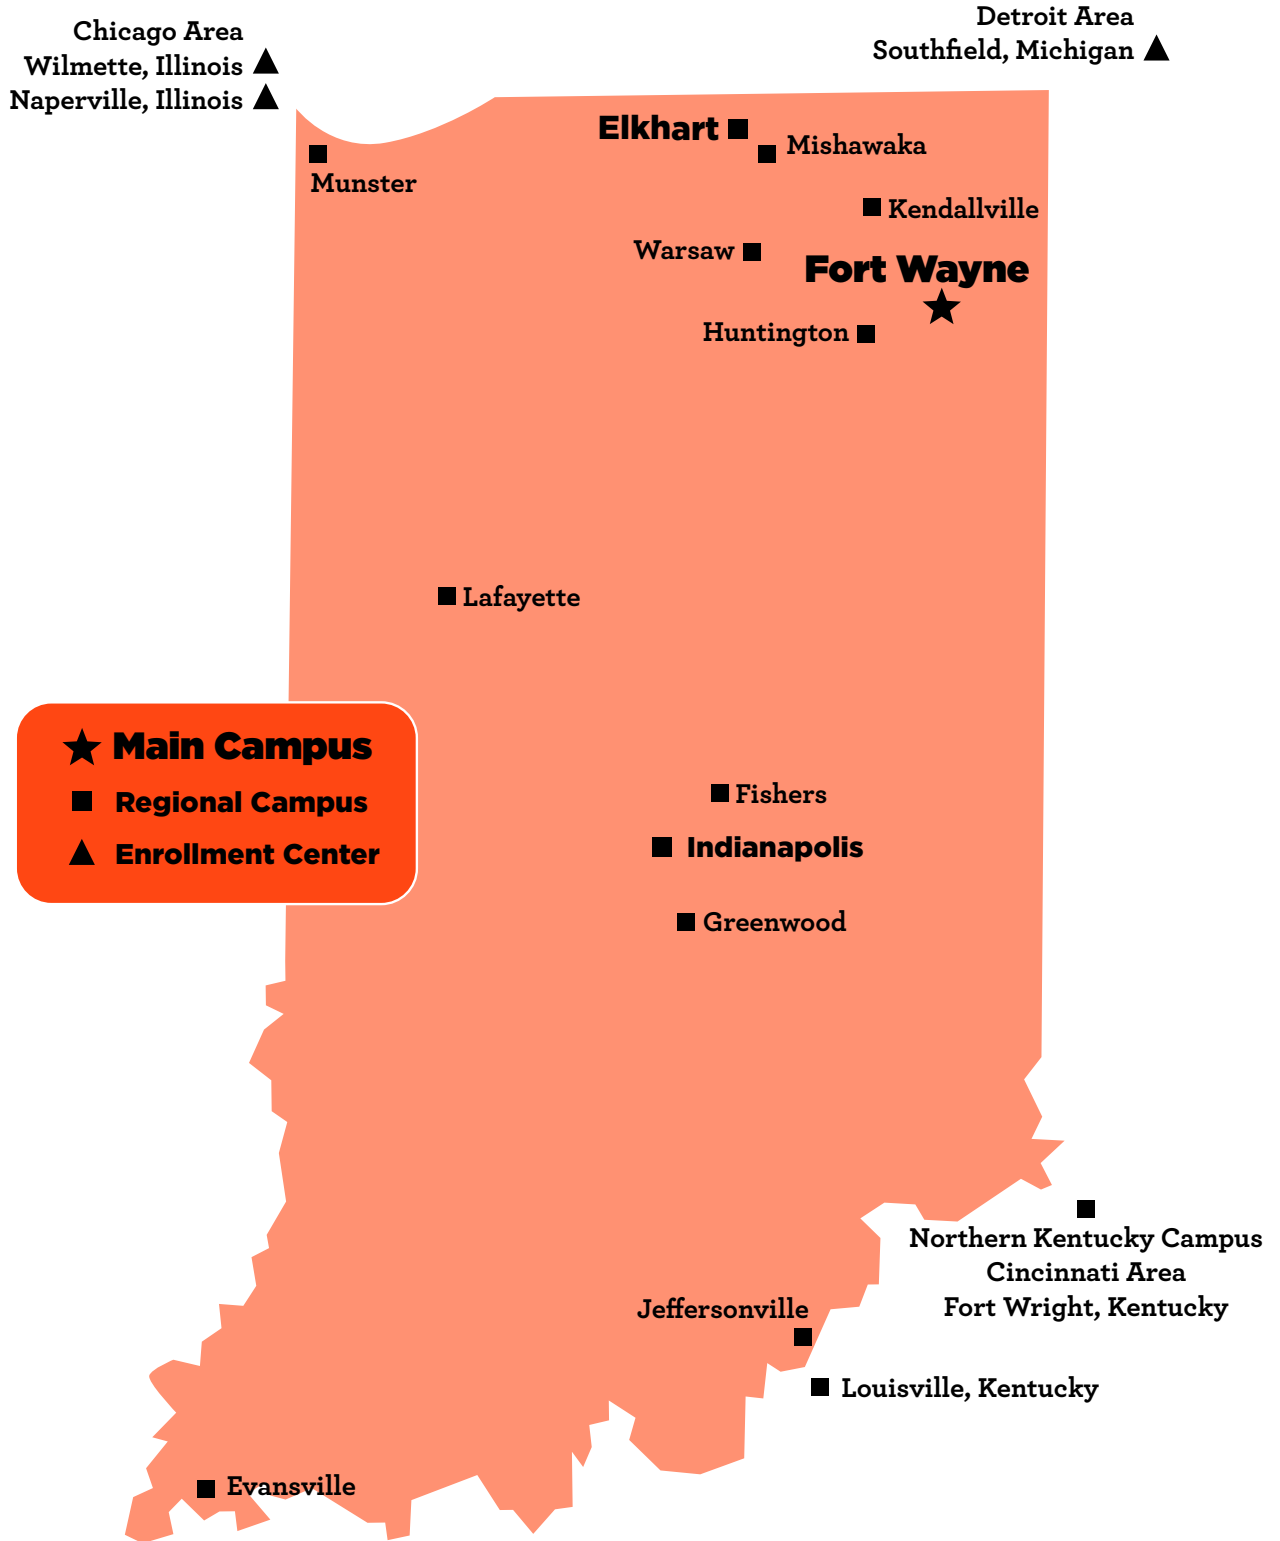 Chicago Area
Wilmette, Illinois
Naperville, Illinois
Detroit Area
Southfield, Michigan
Elkhart
Mishawaka
Munster
Kendallville
Warsaw
Fort Wayne
Huntington
Lafayette
Main Campus
Regional Campus
Enrollment Center
Fishers
Indianapolis
Greenwood
Northern Kentucky Campus
Cincinnati Area
Fort Wright, Kentucky
Jeffersonville
Louisville, Kentucky
Evansville